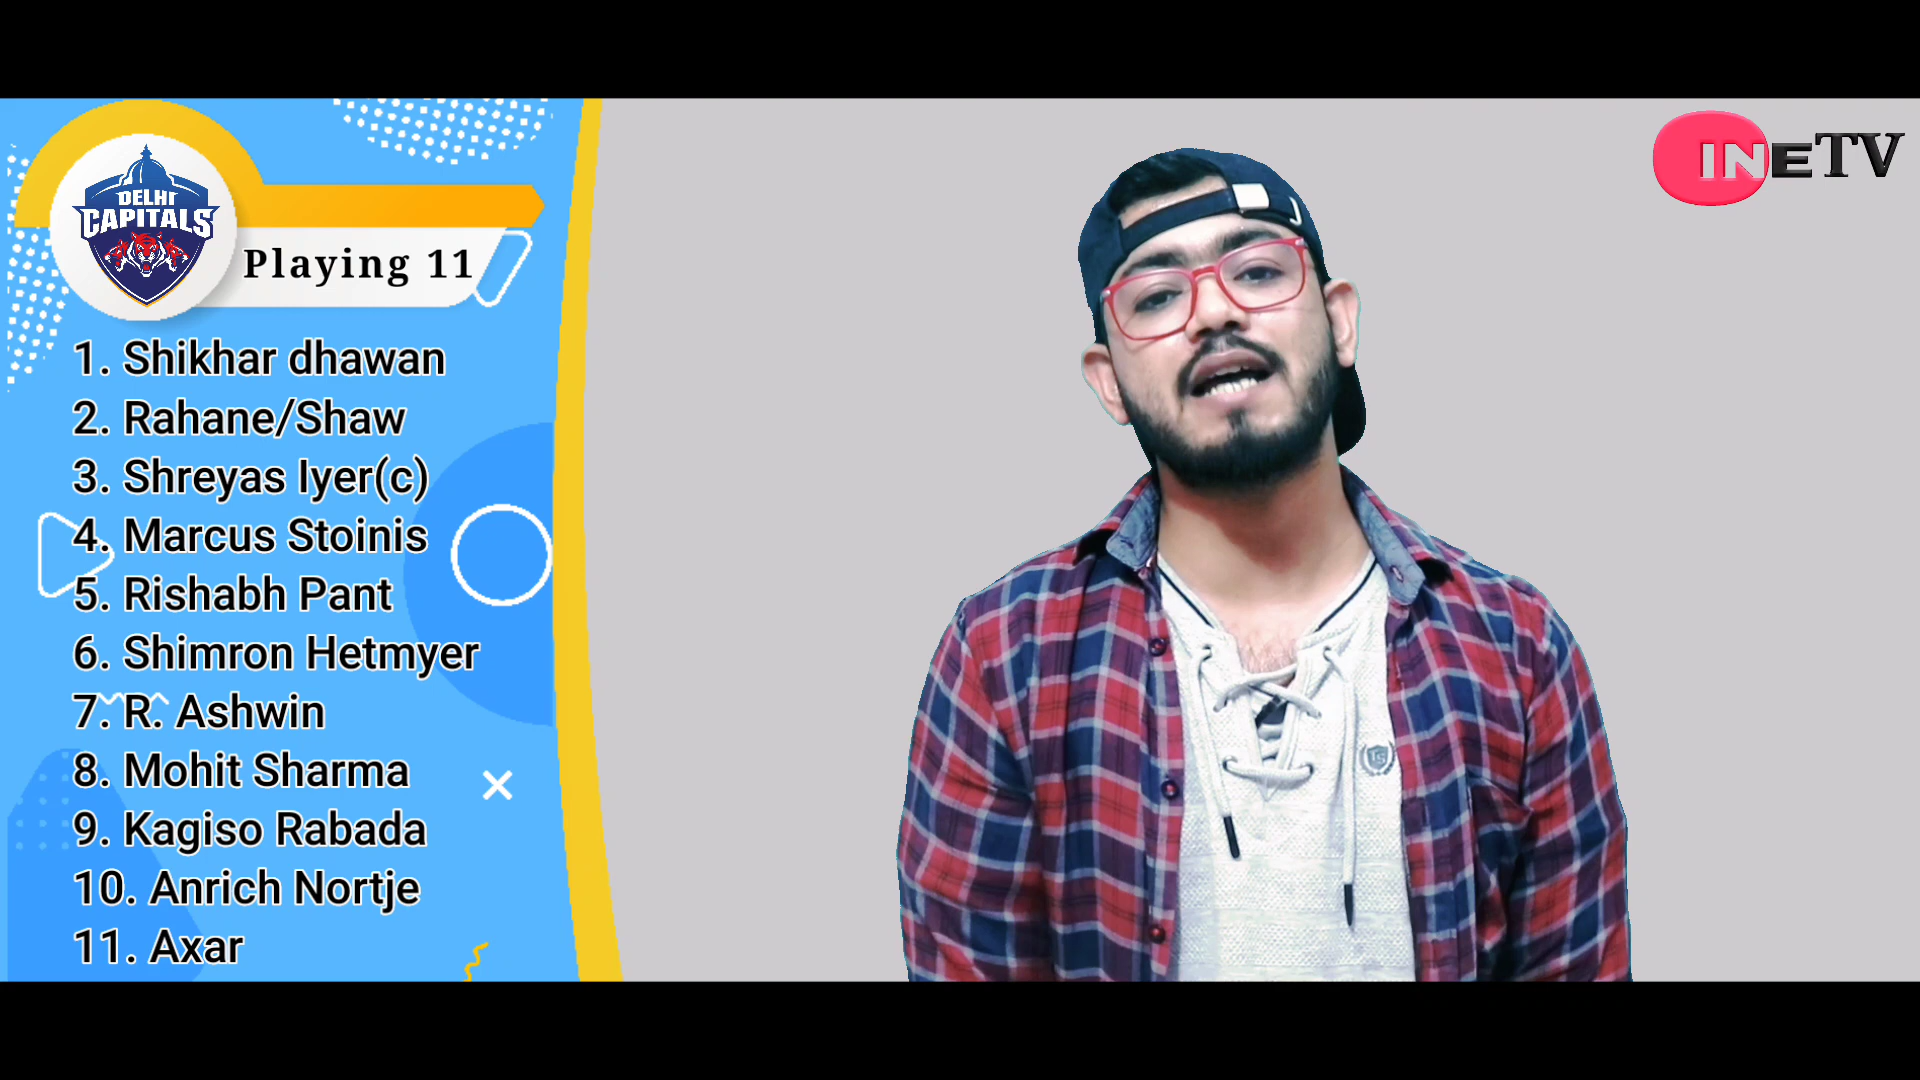 DELHI
CAPITALS
Playing 11
1. Shikhar dhawan
2. Rahane/Shaw
3. Shreyas Iyer(c)
4. Marcus Stoinis
5. Rishabh Pant
6. Shimron Hetmyer
7. R. Ashwin
8. Mohit Sharma
9. Kagiso Rabada
10. Anrich Nortje
11. Axar
INeTV